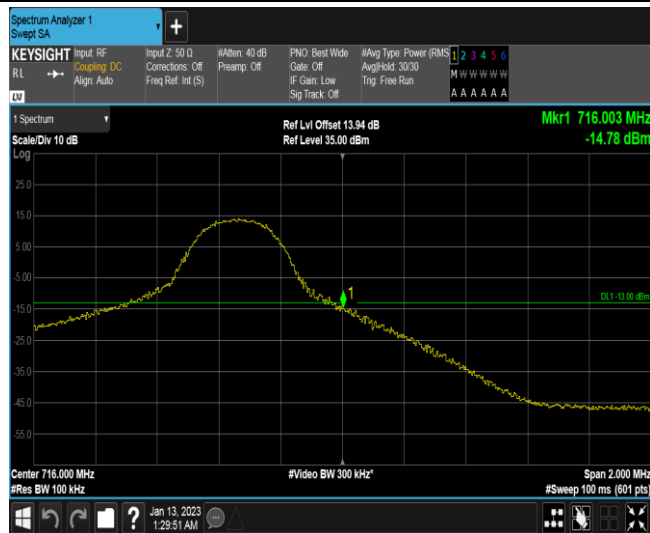 Spectrum Analyzer 1
Swept SA
+
KEYSIGHT
RL
LXI
Input: RF
Coupling: DC
Align: Auto
Input Z: 50 Ω
Corrections: Off
Freq Ref: Int (S)
#Atten: 40 dB
Preamp: Off
PNO: Best Wide
Gate: Off
IF Gain: Low
Sig Track: Off
#Avg Type: Power (RMS
Avg|Hold: 30/30
Trig: Free Run
1 2 3 4 5 6
M W W W W W
A A A A A A
1 Spectrum
Scale/Div 10 dB
Log
Ref Lvl Offset 13.94 dB
Ref Level 35.00 dBm
Mkr1 716.003 MHz
-14.78 dBm
25.0
15.0
5.00
-5.00
-15.0
-25.0
-35.0
-45.0
-55.0
1
DL1 -13.00 dBm
Center 716.000 MHz
#Res BW 100 kHz
#Video BW 300 kHz*
Span 2.000 MHz
#Sweep 100 ms (601 pts)
?
Jan 13, 2023
1:29:51 AM